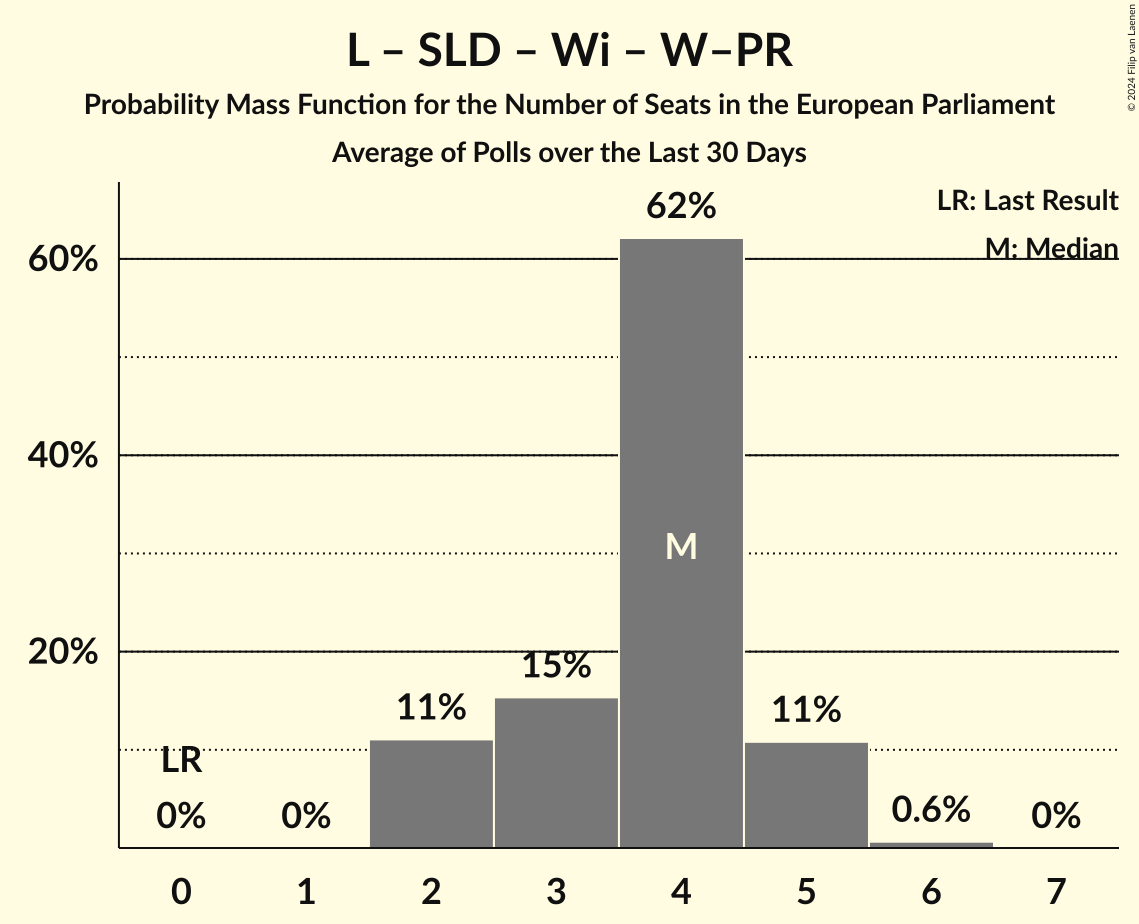 L – SLD – Wi – W–PR
Probability Mass Function for the Number of Seats in the European Parliament
Average of Polls over the Last 30 Days
© 2024 Filip van Laenen
LR: Last Result
M: Median
60%
40%
20%
62%
M
15%
11%
11%
LR
0%
0%
0.6%
0%
0 1 2 3 4 5 6 7